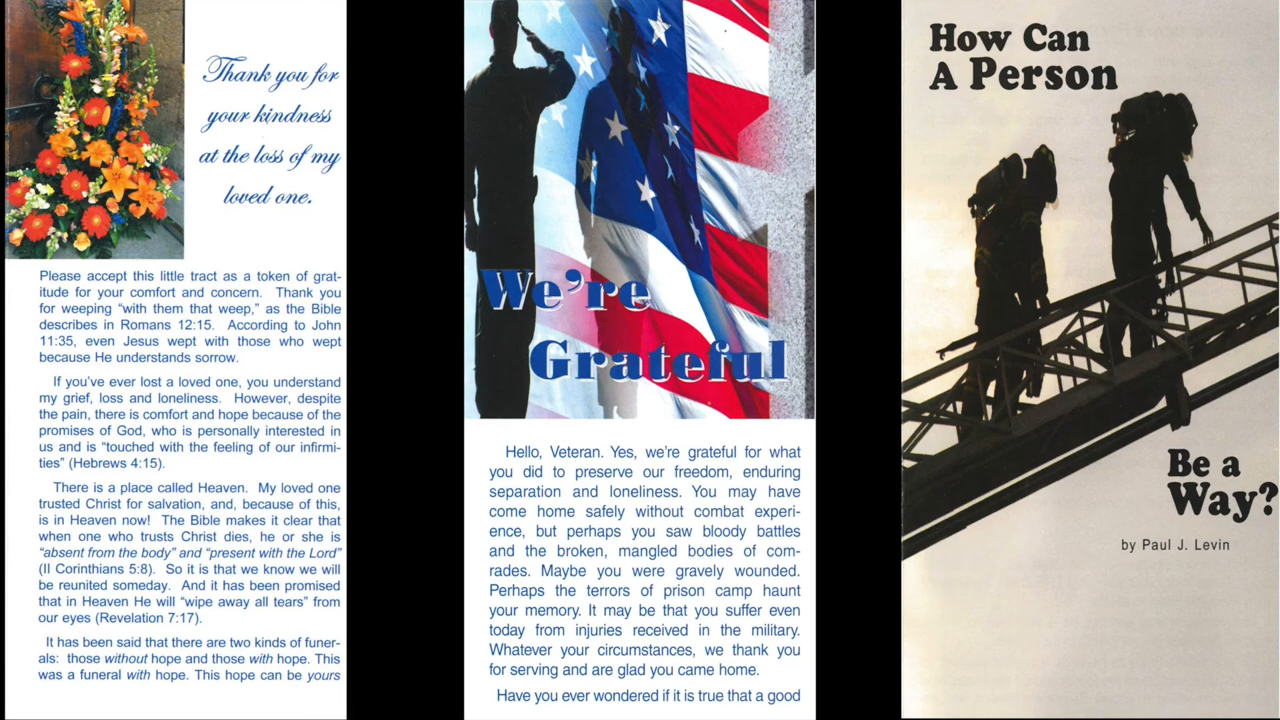 Thank you for
your kindness
at the loss of my
loved one.
Please accept this little tract as a token of grat-
itude for your comfort and concern. Thank you
for weeping “with them that weep,” as the Bible
describes in Romans 12:15. According to John
11:35, even Jesus wept with those who wept
because He understands sorrow.
If you’ve ever lost a loved one, you understand
my grief, loss and loneliness. However, despite
the pain, there is comfort and hope because of the
promises of God, who is personally interested in
us and is “touched with the feeling of our infirmi-
ties” (Hebrews 4:15).
There is a place called Heaven. My loved one
trusted Christ for salvation, and, because of this,
is in Heaven now! The Bible makes it clear that
when one who trusts Christ dies, he or she is
“absent from the body” and “present with the Lord”
(II Corinthians 5:8). So it is that we know we will
be reunited someday. And it has been promised
that in Heaven He will “wipe away all tears” from
our eyes (Revelation 7:17).
It has been said that there are two kinds of funer-
als: those without hope and those with hope. This
was a funeral with hope. This hope can be yours
We’re
Grateful
Hello, Veteran. Yes, we’re grateful for what
you did to preserve our freedom, enduring
separation and loneliness. You may have
come home safely without combat experi-
ence, but perhaps you saw bloody battles
and the broken, mangled bodies of com-
rades. Maybe you were gravely wounded.
Perhaps the terrors of prison camp haunt
your memory. It may be that you suffer even
today from injuries received in the military.
Whatever your circumstances, we thank you
for serving and are glad you came home.
Have you ever wondered if it is true that a good
How Can
A Person
Be a
Way?
by Paul J. Levin